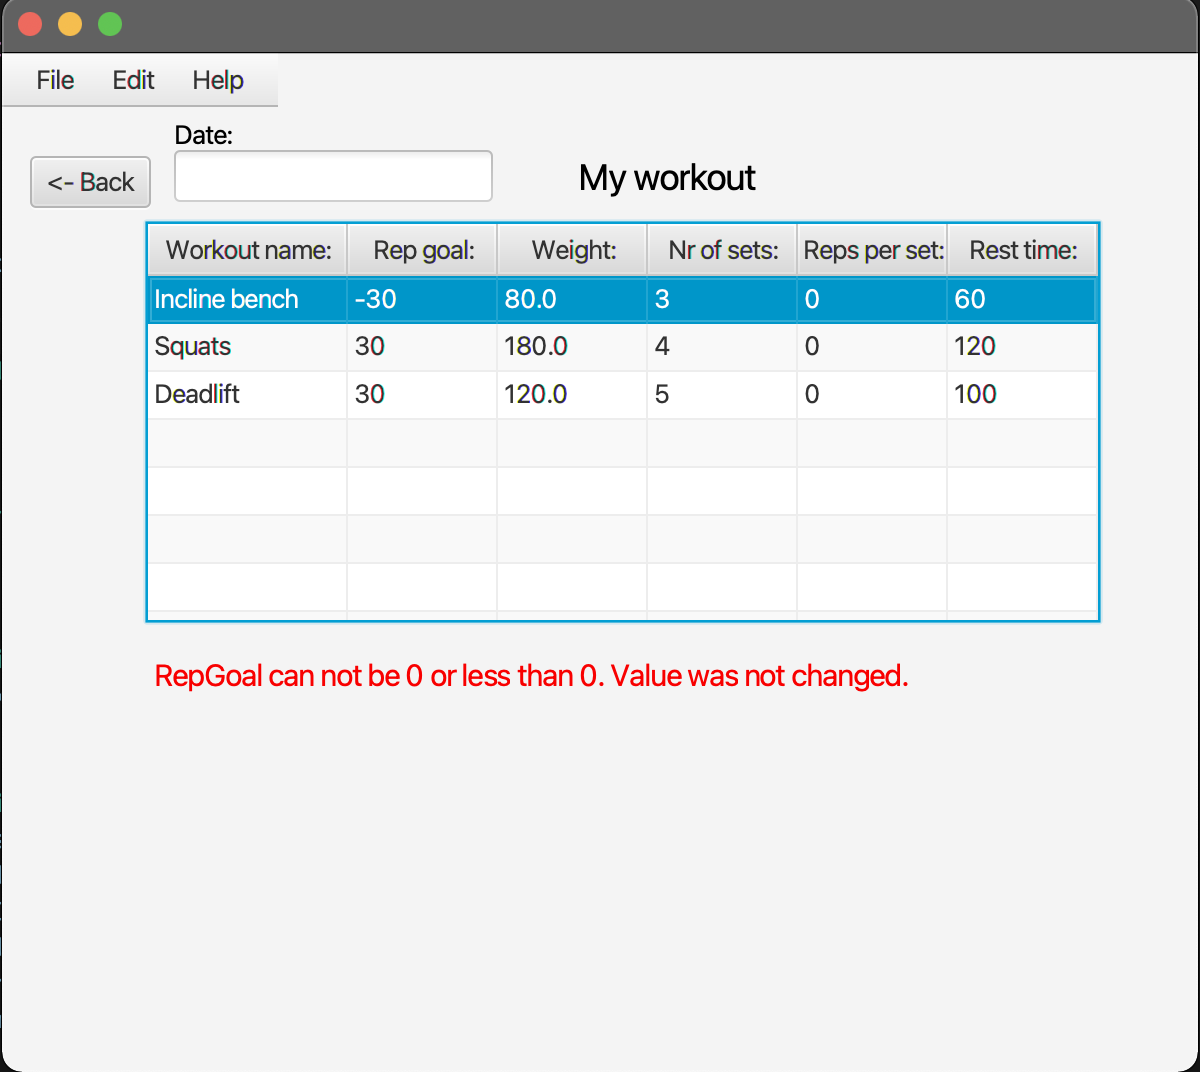 File Edit Help
Date:
<- Back
My workout
Workout name: Rep goal: Weight: Nr of sets: Reps per set: Rest time:
Incline bench -30 80.0 3 0 60
Squats 30 180.0 4 0 120
Deadlift 30 120.0 5 0 100
RepGoal can not be 0 or less than 0. Value was not changed.